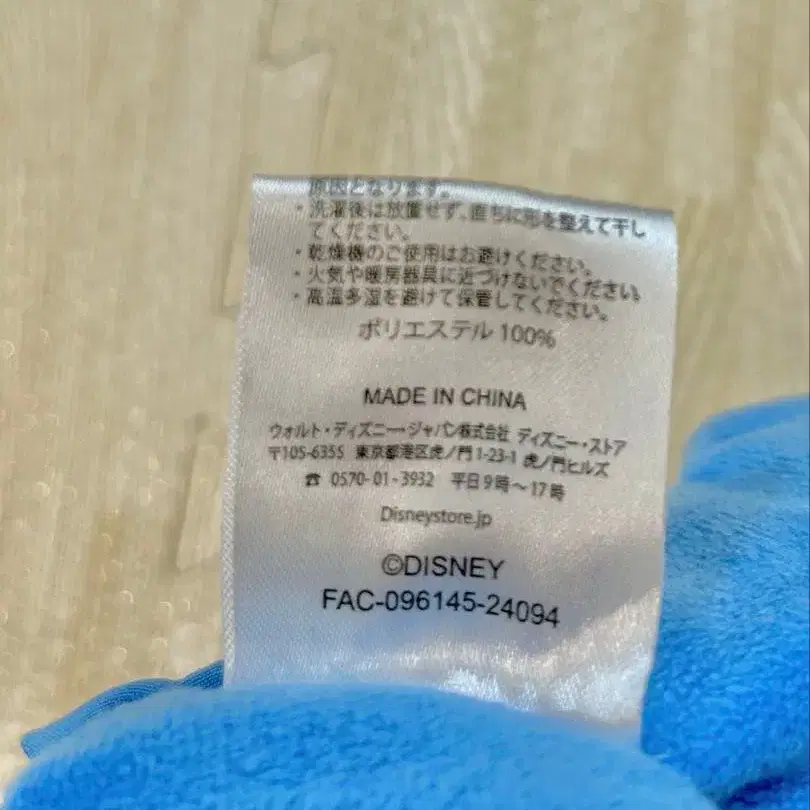 原因となります。
・洗濯後は放置せず、直ちに形を整えて干し
てください。
・乾燥機のご使用はお避けください。
・火気や暖房器具に近づけないでください。
・高温多湿を避けて保管してください。
ポリエステル 100%
MADE IN CHINA
ウォルト・ディズニー・ジャパン株式会社 ディズニー・ストア
〒105-6355 東京都港区虎ノ門1-23-1 虎ノ門ヒルズ
☎ 0570-01-3932 平日9時～17時
Disneystore.jp
©DISNEY
FAC-096145-24094